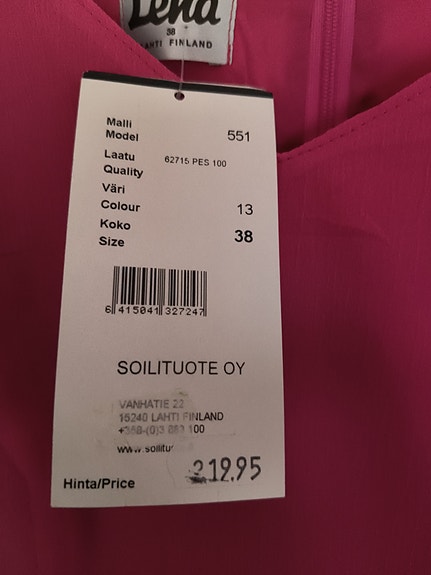 Lena
38
LAHTI FINLAND
Malli
Model 551
Laatu 62715 PES 100
Quality
Väri
Colour 13
Koko
Size 38
6 415041 327247
SOILITUOTE OY
VANHATIE 22
15240 LAHTI FINLAND
100
Hinta/Price 219.95